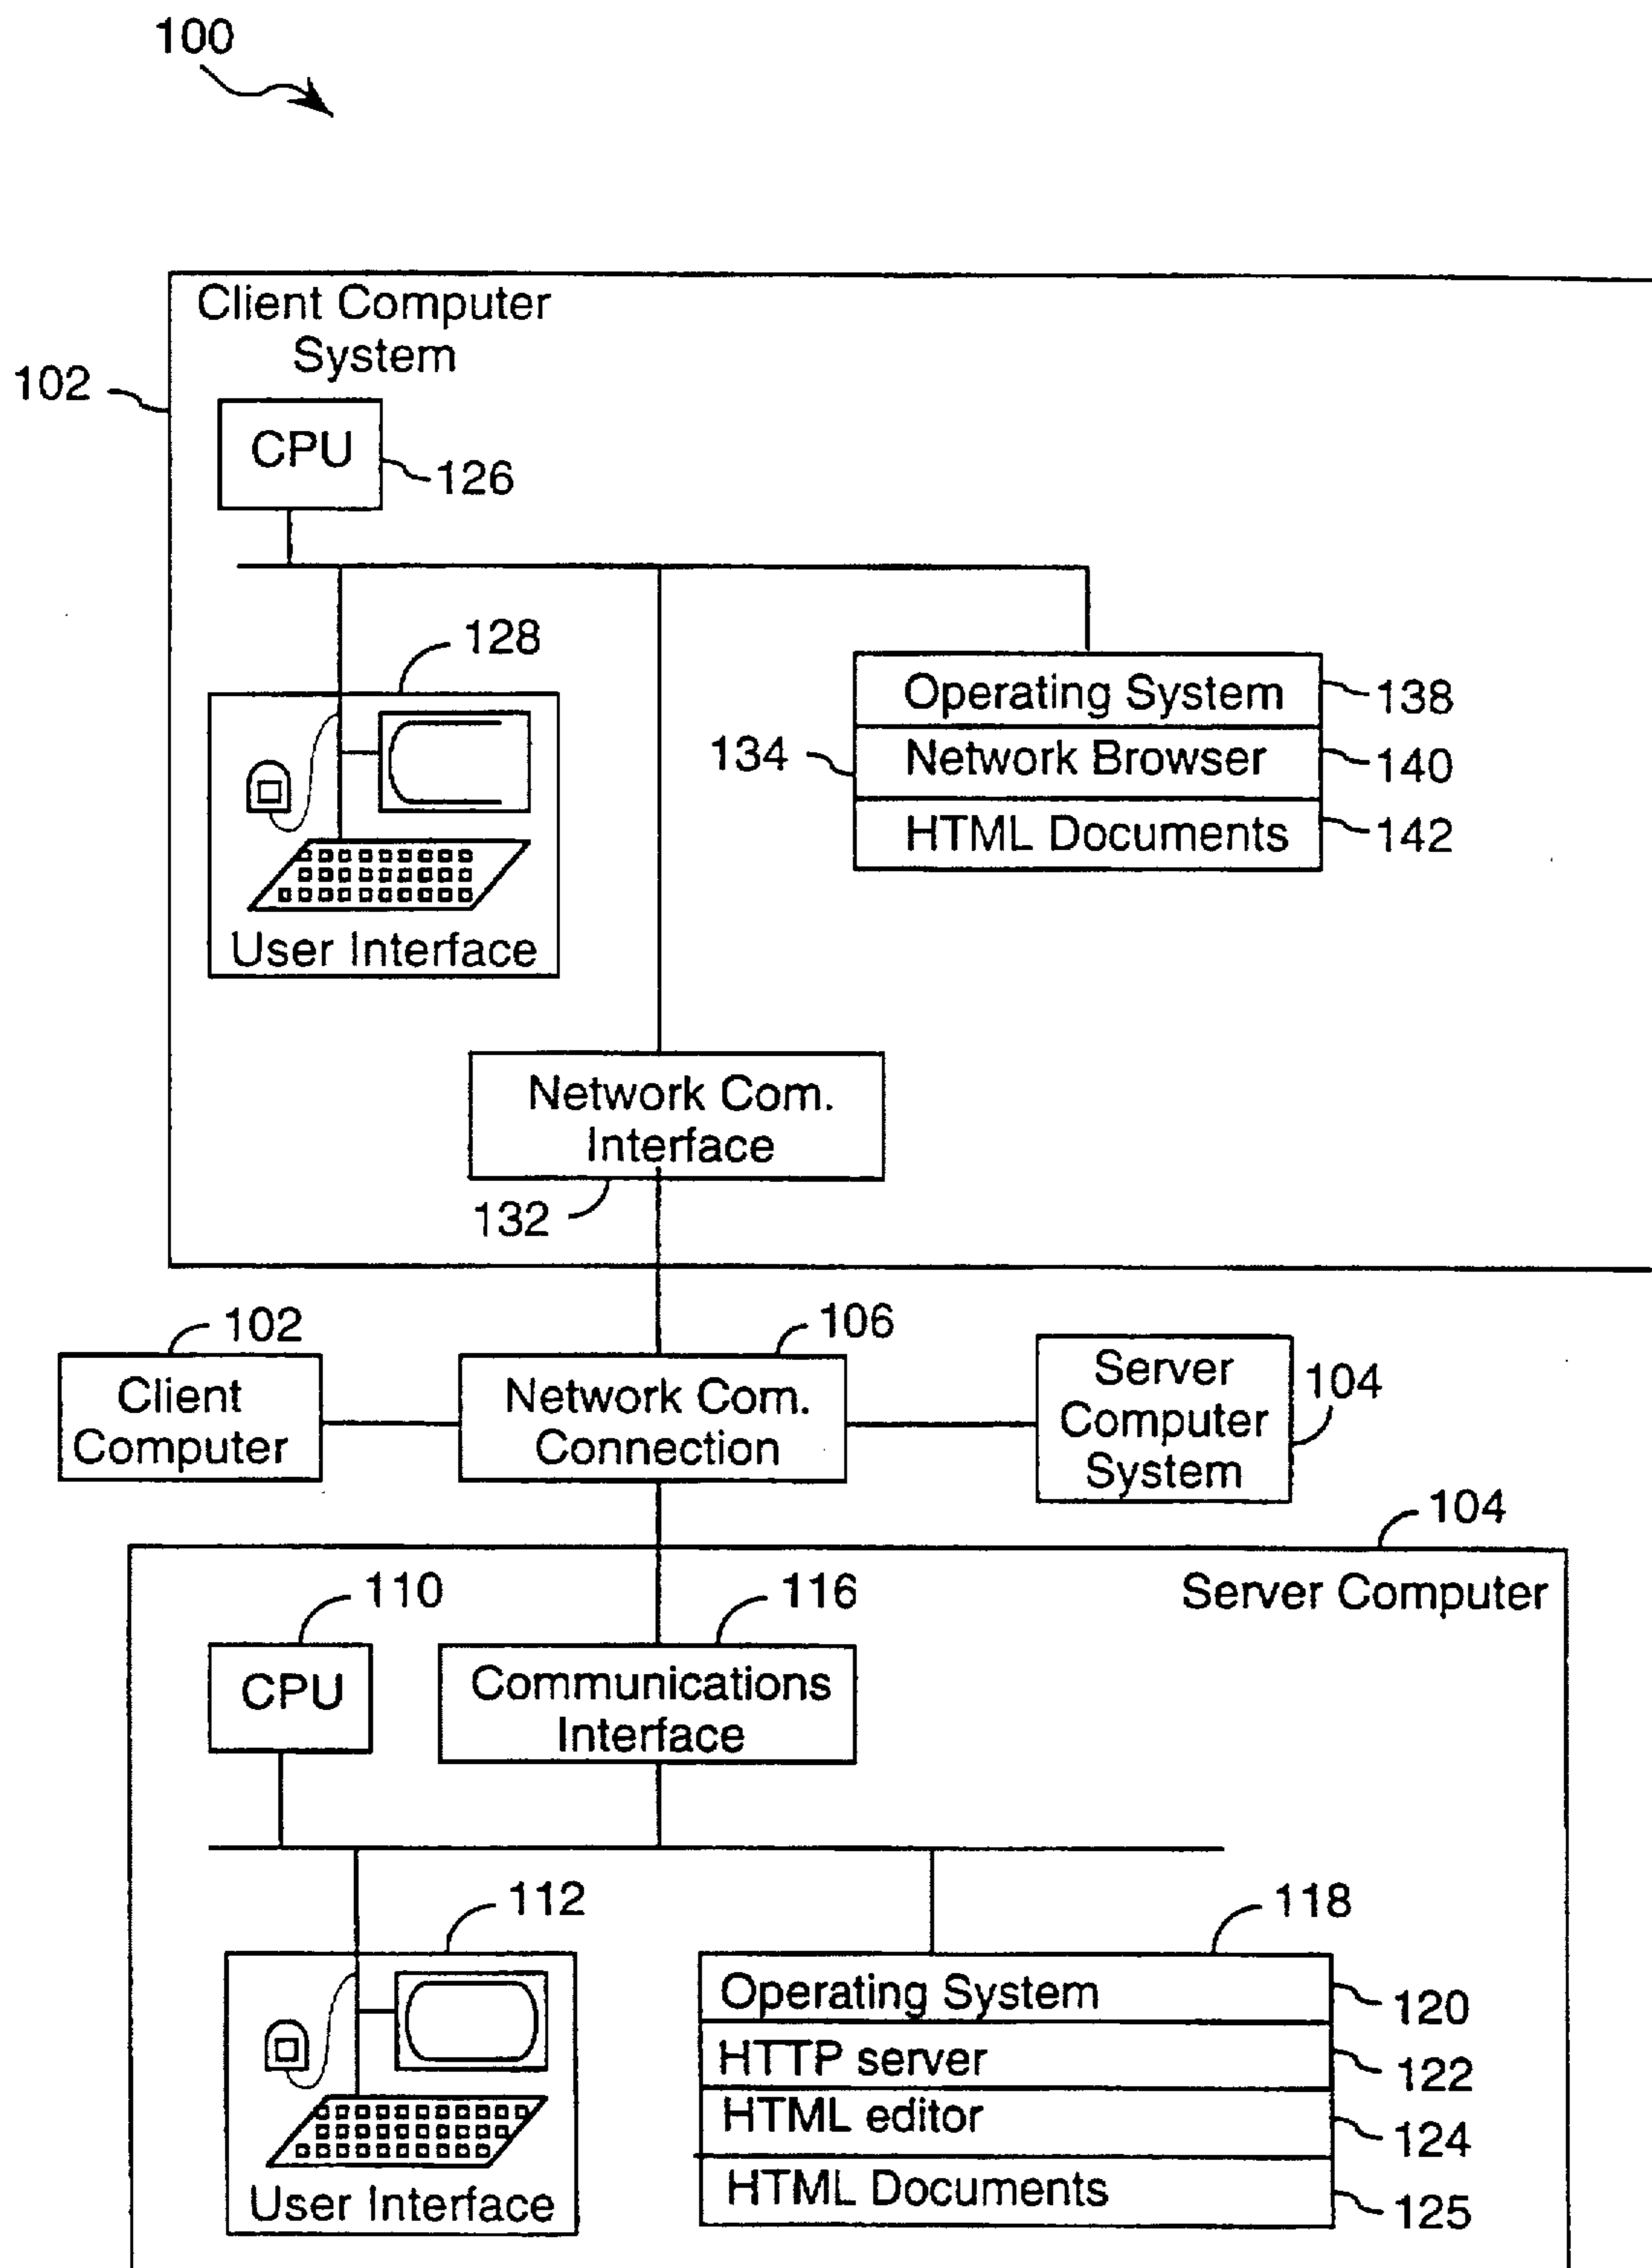 100
Client Computer
System
102
CPU
126
128
Operating System
138
134
Network Browser
140
HTML Documents
142
User Interface
Network Com.
Interface
132
102
106
Client
Computer
Network Com.
Connection
Server
Computer
System
104
104
Server Computer
110
116
CPU
Communications
Interface
112
118
Operating System
120
HTTP server
122
HTML editor
124
HTML Documents
125
User Interface